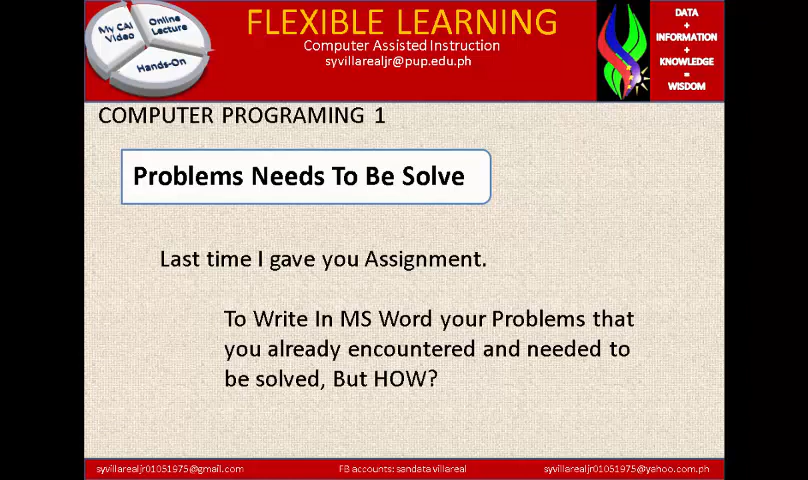 My CAI
Video
Online
Lecture
Hands-On
FLEXIBLE LEARNING
Computer Assisted Instruction
syvillarealjr@pup.edu.ph
DATA
+
INFORMATION
+
KNOWLEDGE
=
WISDOM
COMPUTER PROGRAMING 1
Problems Needs To Be Solve
Last time I gave you Assignment.
To Write In MS Word your Problems that
you already encountered and needed to
be solved, But HOW?
syvillarealjr01051975@gmail.com
FB accounts: sandata villareal
syvillarealjr01051975@yahoo.com.ph